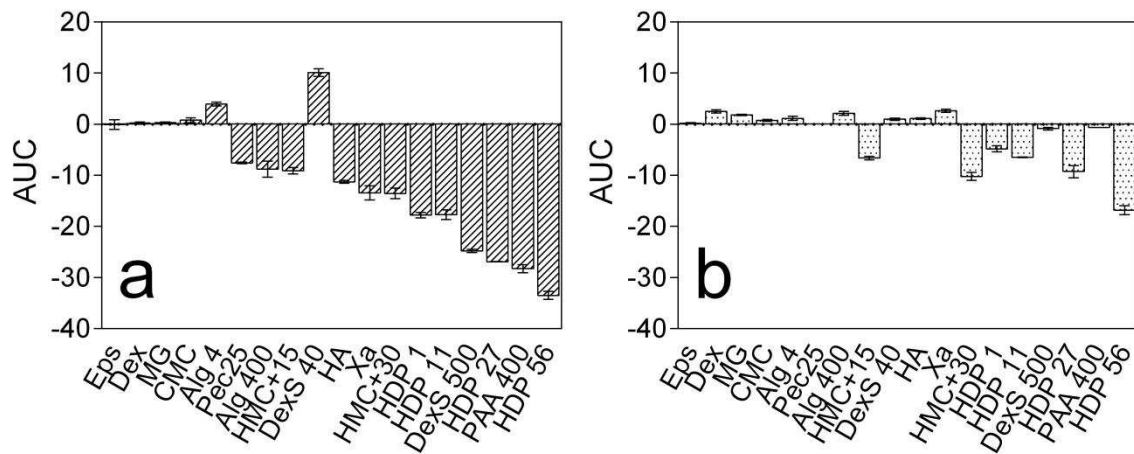 20
10
0
-10
-20
-30
-40
AUC
a
Eps
Dex
MG
CMC
Alg 4
Pec25
Alg 400
HMC+15
DexS 40
HA
Xa
HMC+30
HDP 1
HDP 11
DexS 500
HDP 27
PAA 400
HDP 56
20
10
0
-10
-20
-30
-40
AUC
b
Eps
Dex
MG
CMC
Alg 4
Pec25
Alg 400
HMC+15
DexS 40
HA
Xa
HMC+30
HDP 1
HDP 11
DexS 500
HDP 27
PAA 400
HDP 56